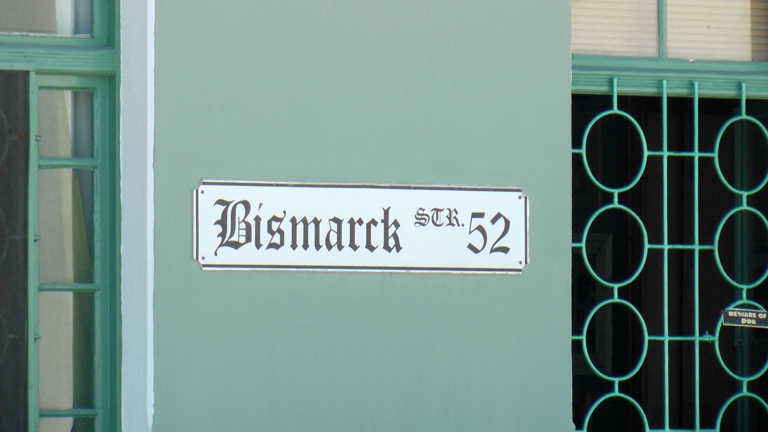 Bismarck STR. 52
BEWARE OF
DOG